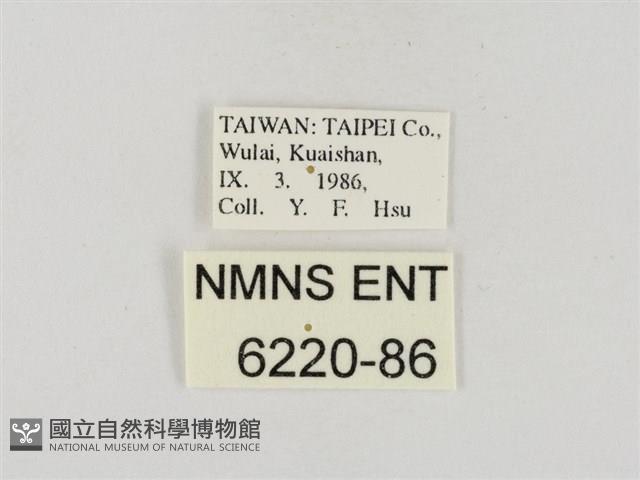 TAIWAN: TAIPEI Co.,
Wulai, Kuaishan,
IX. 3. 1986,
Coll. Y. F. Hsu
NMNS ENT
6220-86
國立自然科學博物館
NATIONAL MUSEUM OF NATURAL SCIENCE